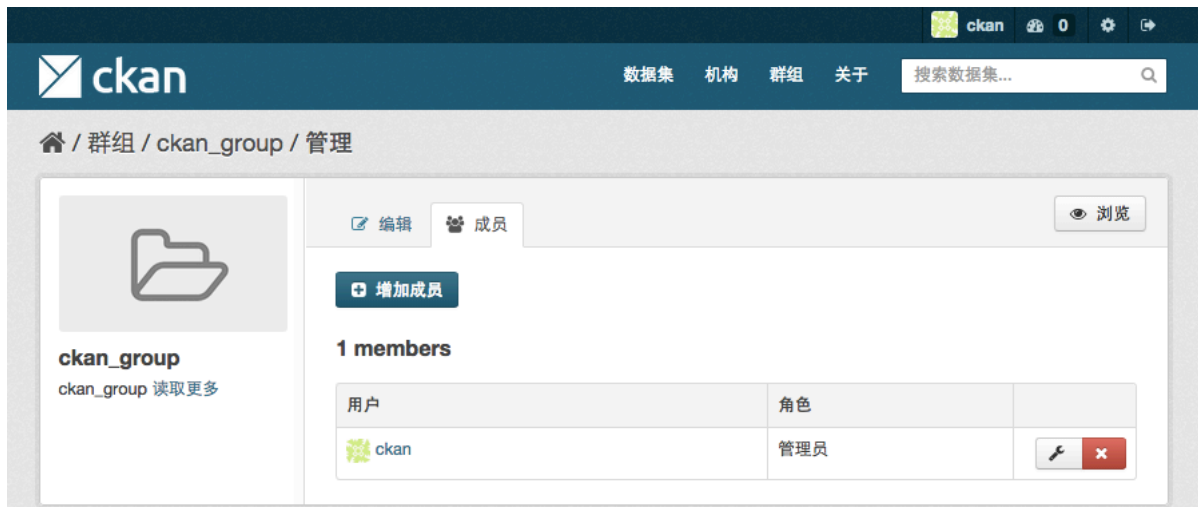 ckan 0
ckan 数据集 机构 群组 关于 搜索数据集...
/ 群组 / ckan_group / 管理
编辑 成员 浏览
增加成员
1 members
ckan_group
ckan_group 读取更多
用户 角色
ckan 管理员